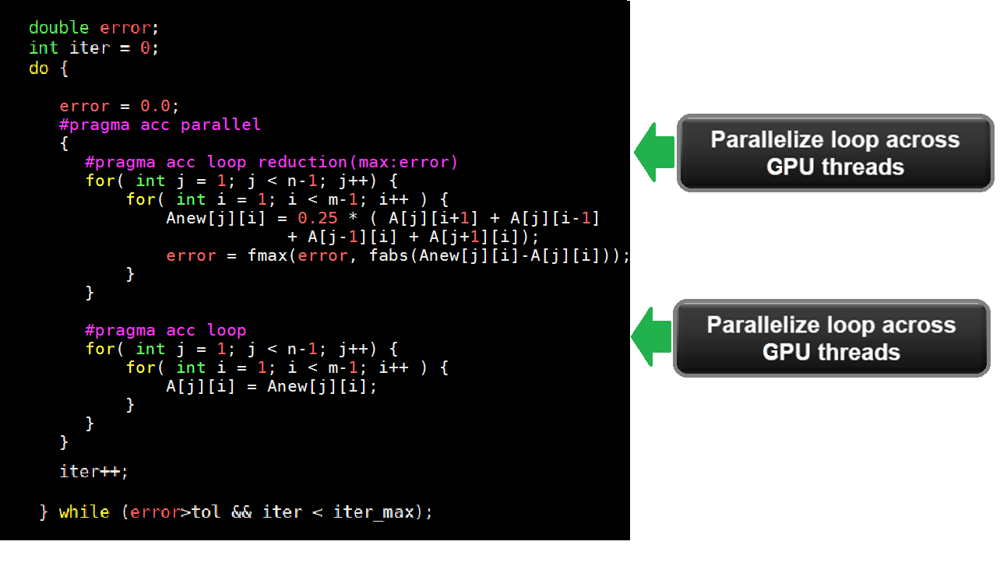 double error;
int iter = 0;
do {
error = 0.0;
#pragma acc parallel
{
#pragma acc loop reduction(max:error)
for( int j = 1; j < n-1; j++) {
for( int i = 1; i < m-1; i++ ) {
Anew[j][i] = 0.25 * ( A[j][i+1] + A[j][i-1]
+ A[j-1][i] + A[j+1][i]);
error = fmax(error, fabs(Anew[j][i]-A[j][i]));
}
}
#pragma acc loop
for( int j = 1; j < n-1; j++) {
for( int i = 1; i < m-1; i++ ) {
A[j][i] = Anew[j][i];
}
}
}
iter++;
} while (error>tol && iter < iter_max);
Parallelize loop across
GPU threads
Parallelize loop across
GPU threads